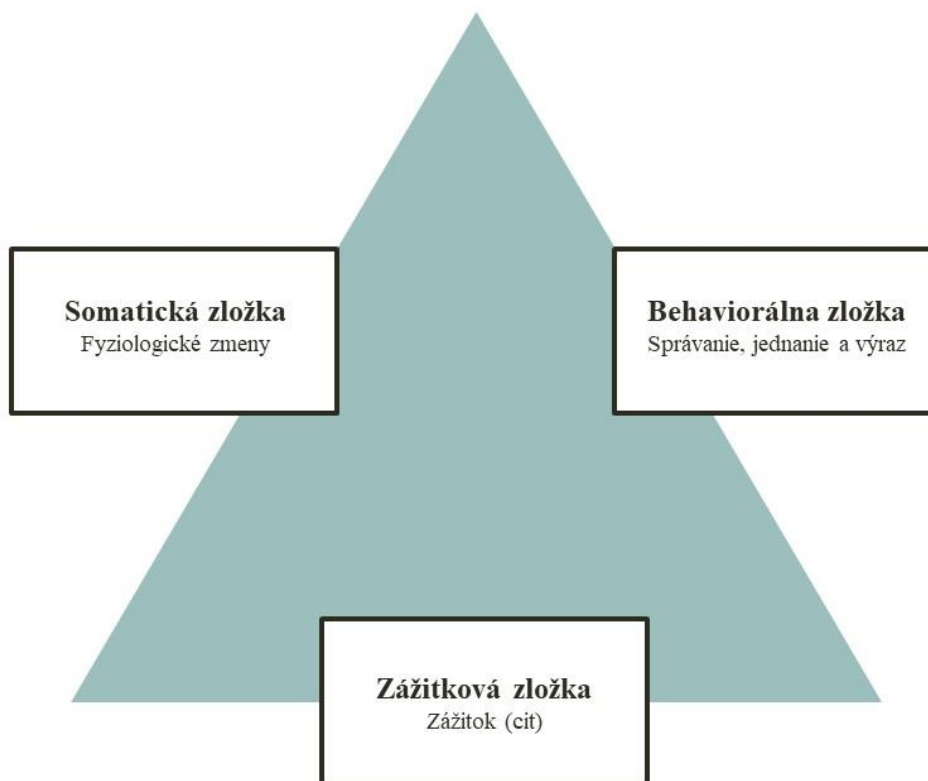 Somatická zložka
Fyziologické zmeny
Behaviorálna zložka
Správanie, jednanie a výraz
Zážitková zložka
Zážitok (cit)